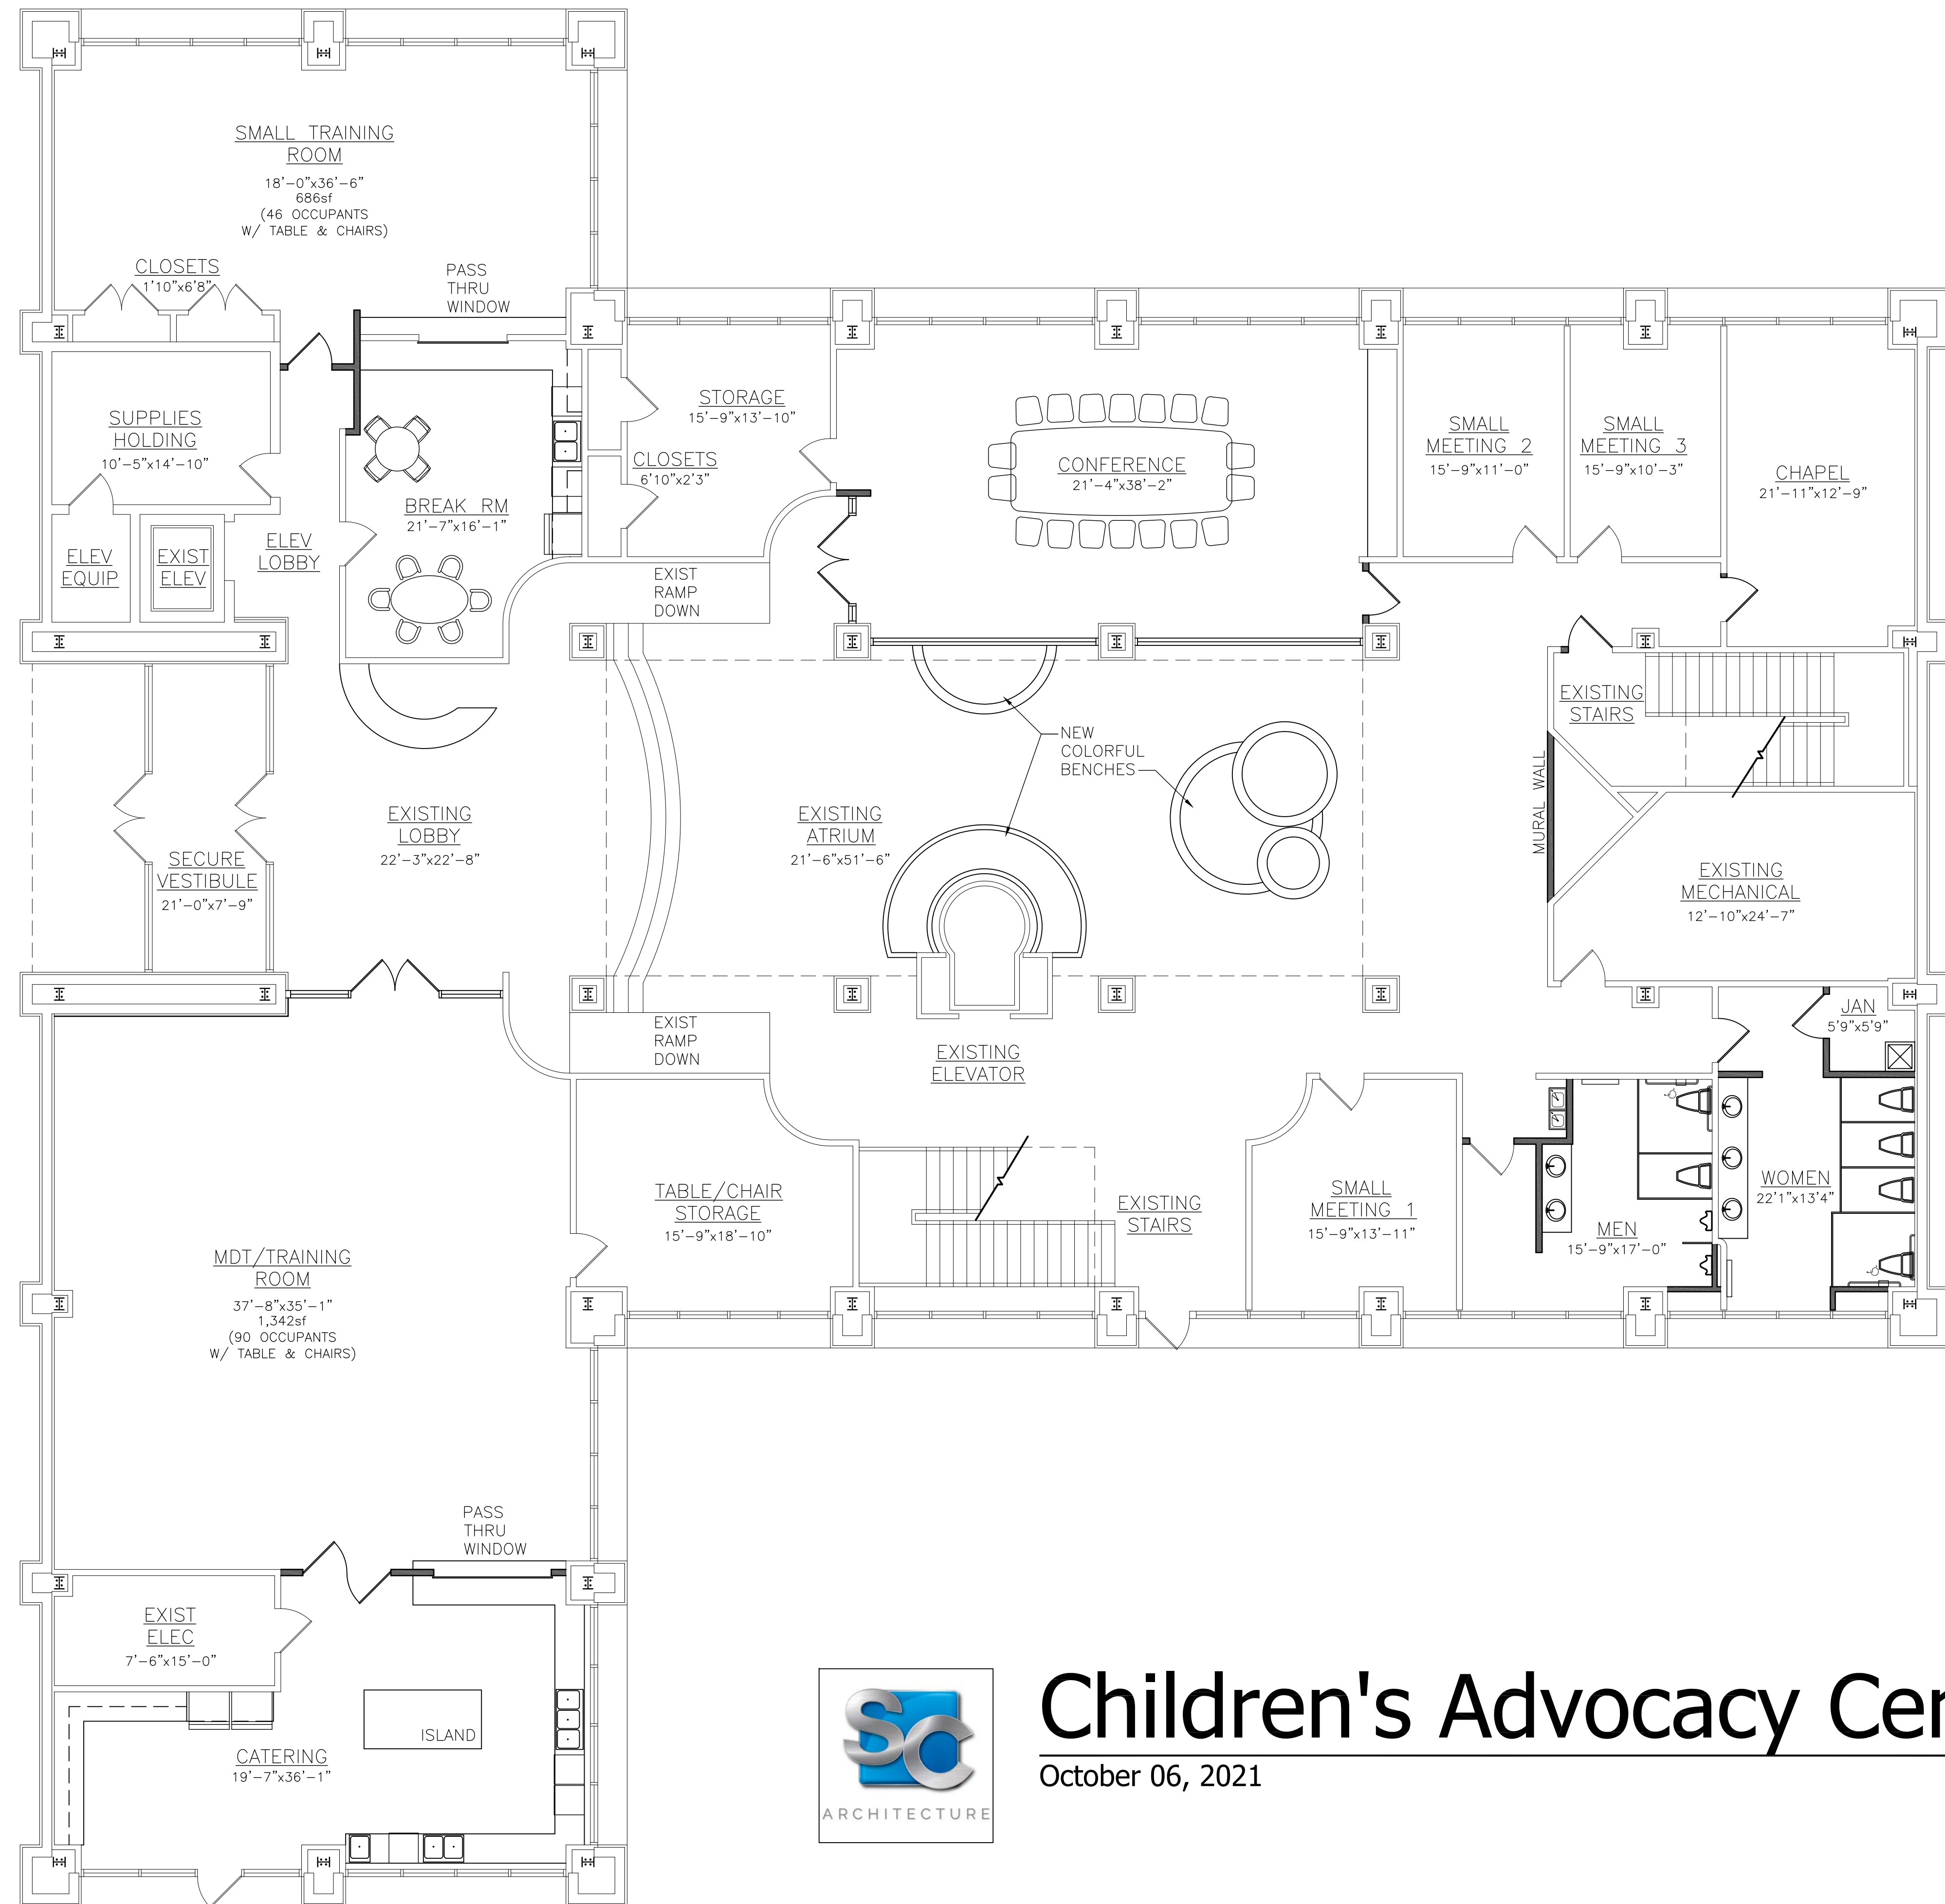 SMALL TRAINING
ROOM
18'-0"x36'-6"
686sf
(46 OCCUPANTS
W/ TABLE & CHAIRS)
CLOSETS
1'10"x6'8"
PASS
THRU
WINDOW
SUPPLIES
HOLDING
10'-5"x14'-10"
BREAK RM
21'-7"x16'-1"
ELEV
EQUIP
EXIST
ELEV
ELEV
LOBBY
STORAGE
15'-9"x13'-10"
CLOSETS
6'10"x2'3"
EXIST
RAMP
DOWN
CONFERENCE
21'-4"x38'-2"
SMALL
MEETING 2
15'-9"x11'-0"
SMALL
MEETING 3
15'-9"x10'-3"
CHAPEL
21'-11"x12'-9"
EXISTING
STAIRS
NEW
COLORFUL
BENCHES
MURAL WALL
SECURE
VESTIBULE
21'-0"x7'-9"
EXISTING
LOBBY
22'-3"x22'-8"
EXISTING
ATRIUM
21'-6"x51'-6"
EXISTING
MECHANICAL
12'-10"x24'-7"
EXIST
RAMP
DOWN
EXISTING
ELEVATOR
JAN
5'9"x5'9"
TABLE/CHAIR
STORAGE
15'-9"x18'-10"
EXISTING
STAIRS
SMALL
MEETING 1
15'-9"x13'-11"
MEN
15'-9"x17'-0"
WOMEN
22'1"x13'4"
MDT/TRAINING
ROOM
37'-8"x35'-1"
1,342sf
(90 OCCUPANTS
W/ TABLE & CHAIRS)
PASS
THRU
WINDOW
EXIST
ELEC
7'-6"x15'-0"
ISLAND
CATERING
19'-7"x36'-1"
SC
ARCHITECTURE
Children's Advocacy Cen
October 06, 2021